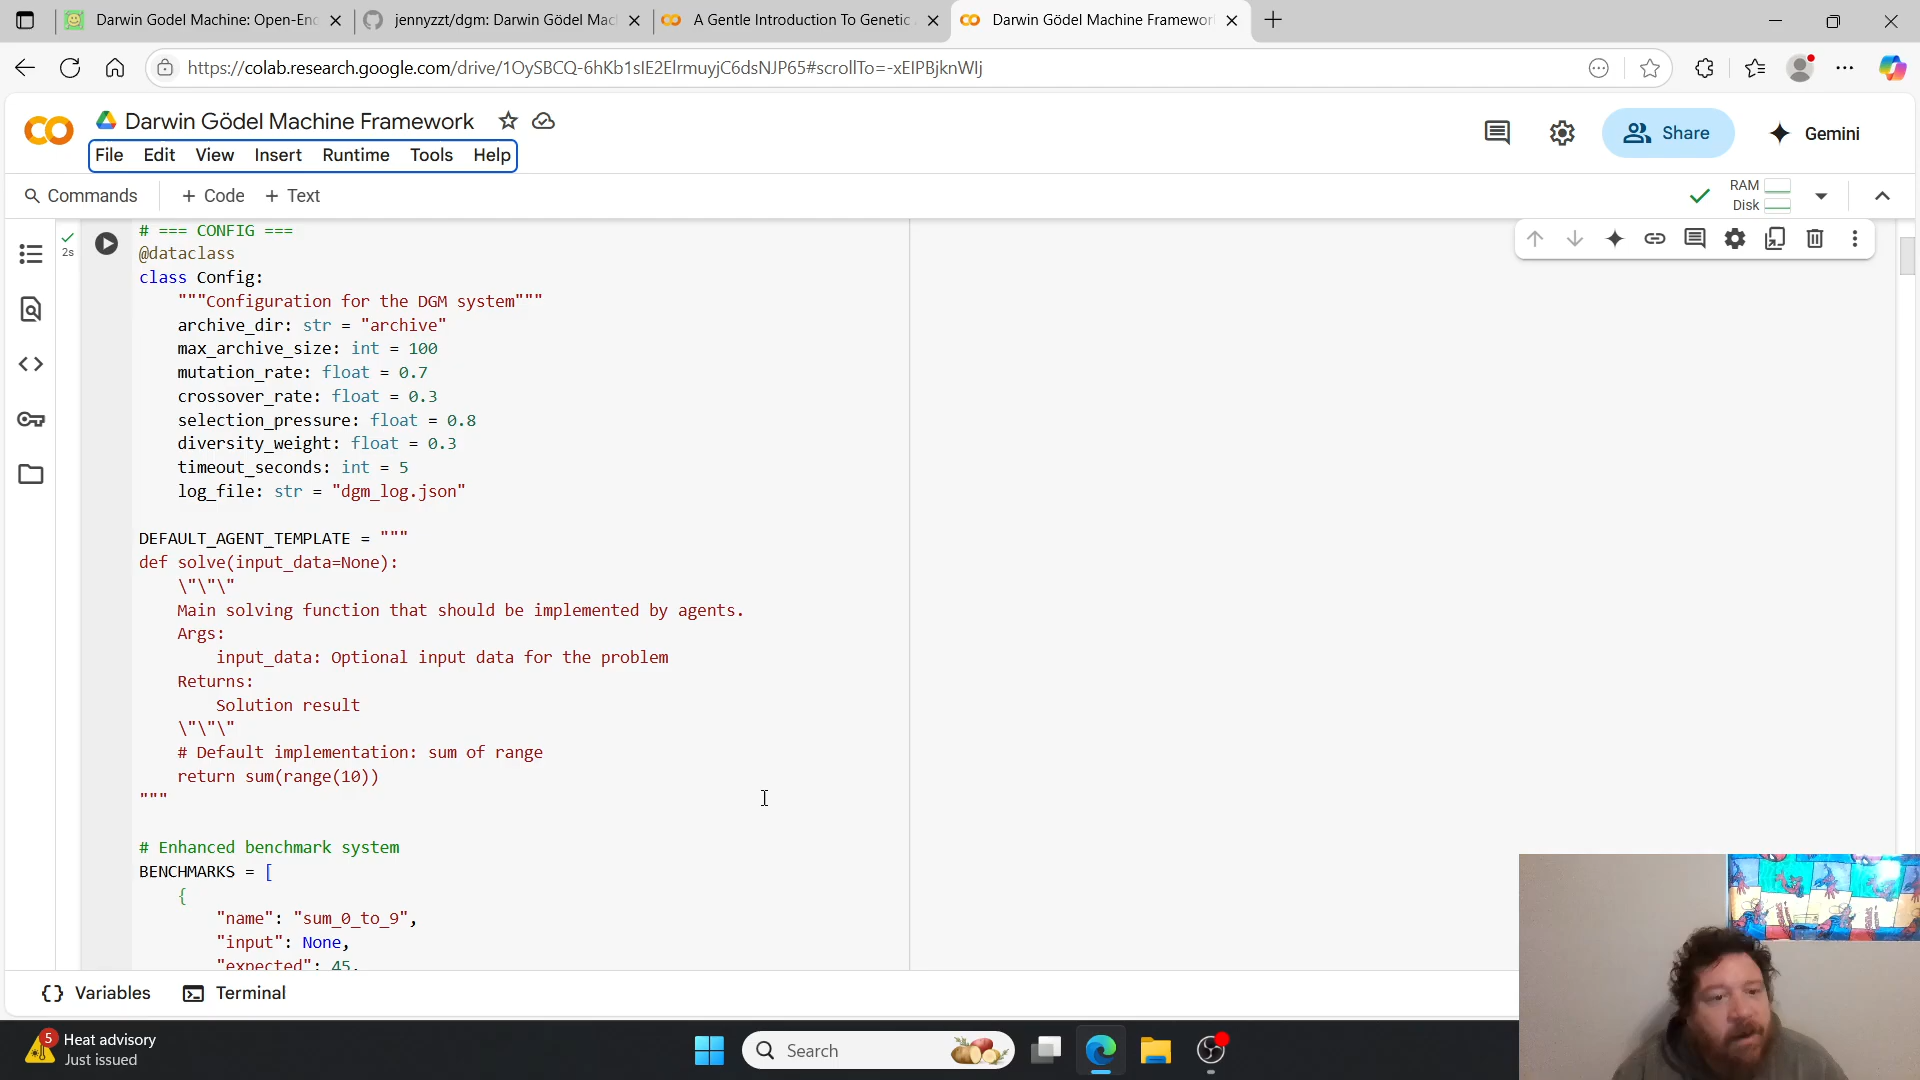 Darwin Godel Machine: Open-En
jennyzzt/dgm: Darwin Gödel Mac
A Gentle Introduction To Genetic
Darwin Gödel Machine Framewor
https://colab.research.google.com/drive/1OySBCQ-6hKb1sIE2ElrmuyjC6dsNJP65#scrollTo=-xEIPBjknWIj
Darwin Gödel Machine Framework
File Edit View Insert Runtime Tools Help
Share
Gemini
Commands
+ Code + Text
RAM
Disk
2s
# === CONFIG ===
@dataclass
class Config:
"""Configuration for the DGM system"""
archive_dir: str = "archive"
max_archive_size: int = 100
mutation_rate: float = 0.7
crossover_rate: float = 0.3
selection_pressure: float = 0.8
diversity_weight: float = 0.3
timeout_seconds: int = 5
log_file: str = "dgm_log.json"
DEFAULT_AGENT_TEMPLATE = """
def solve(input_data=None):
\"\"\"
Main solving function that should be implemented by agents.
Args:
input_data: Optional input data for the problem
Returns:
Solution result
\"\"\"
# Default implementation: sum of range
return sum(range(10))
"""
# Enhanced benchmark system
BENCHMARKS = [
{
"name": "sum_0_to_9",
"input": None,
"expected": 45,
{} Variables Terminal
5
Heat advisory
Just issued
Search